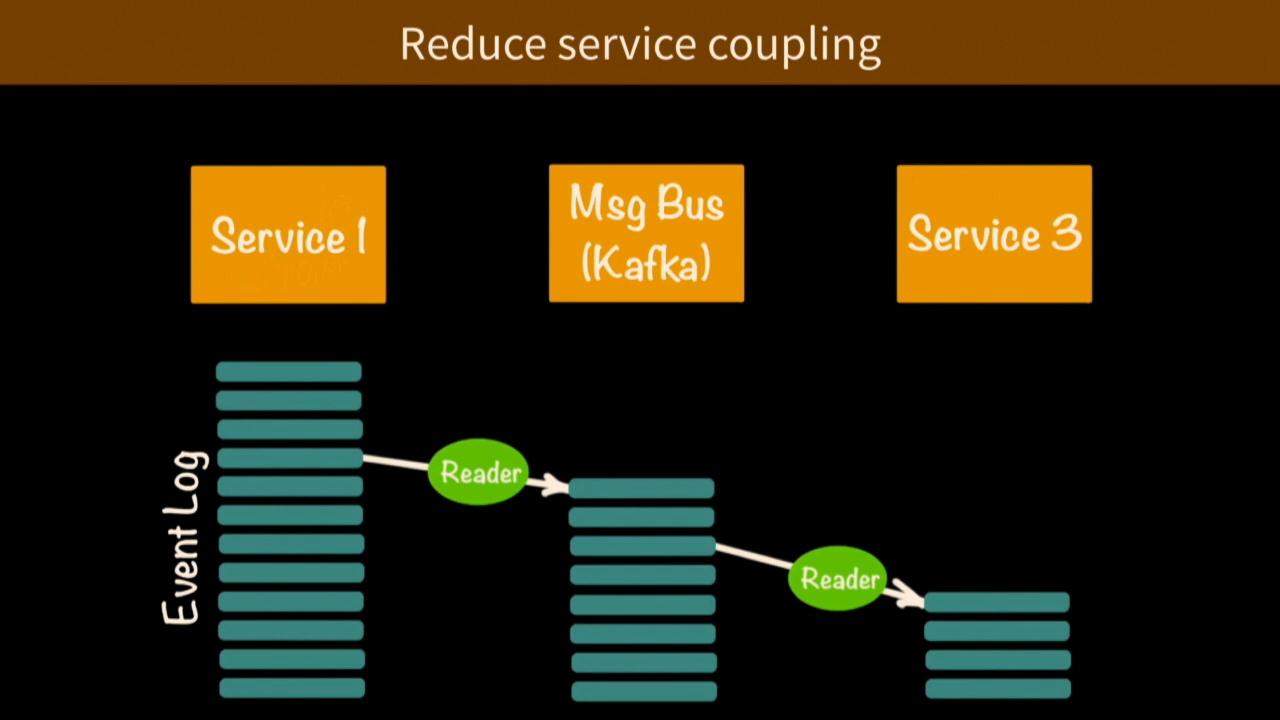 Reduce service coupling
Service 1
Msg Bus
(Kafka)
Service 3
Event Log
Reader
Reader